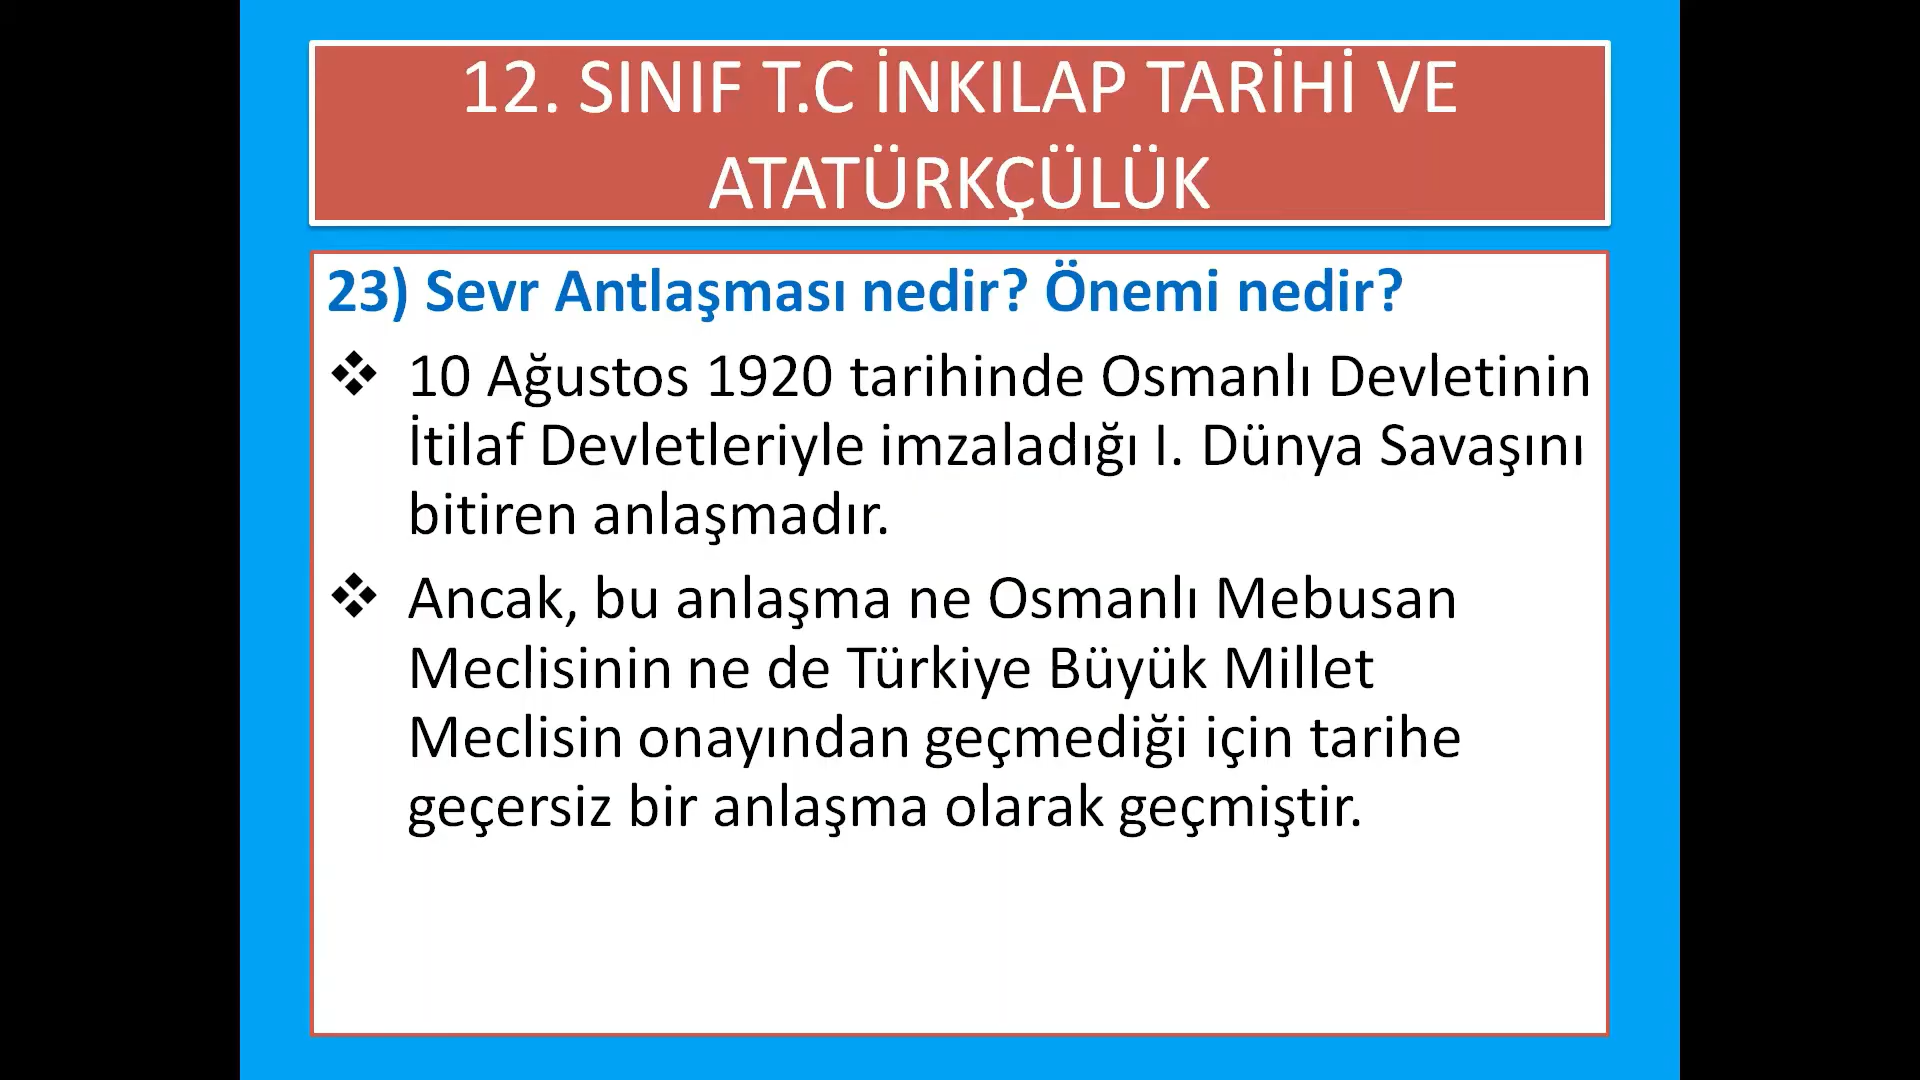 12. SINIF T.C İNKILAP TARİHİ VE
ATATÜRKÇÜLÜK
23) Sevr Antlaşması nedir? Önemi nedir?
❖ 10 Ağustos 1920 tarihinde Osmanlı Devletinin
İtilaf Devletleriyle imzaladığı I. Dünya Savaşını
bitiren anlaşmadır.
❖ Ancak, bu anlaşma ne Osmanlı Mebusan
Meclisinin ne de Türkiye Büyük Millet
Meclisin onayından geçmediği için tarihe
geçersiz bir anlaşma olarak geçmiştir.